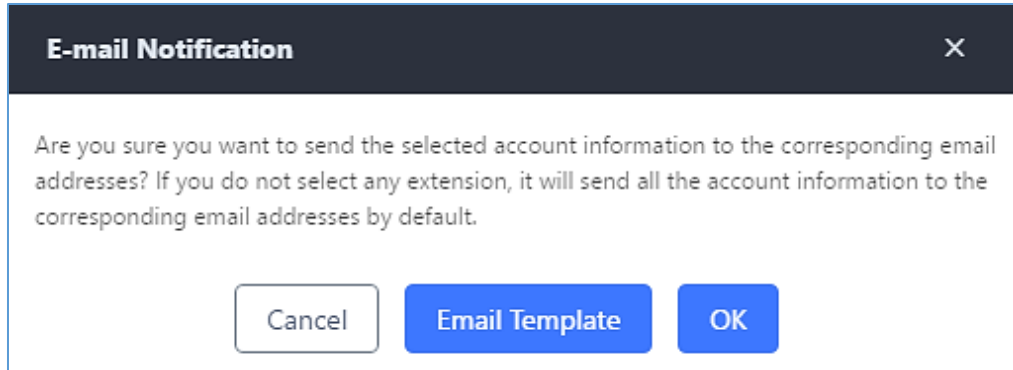 E-mail Notification
Are you sure you want to send the selected account information to the corresponding email
addresses? If you do not select any extension, it will send all the account information to the
corresponding email addresses by default.
Cancel Email Template OK